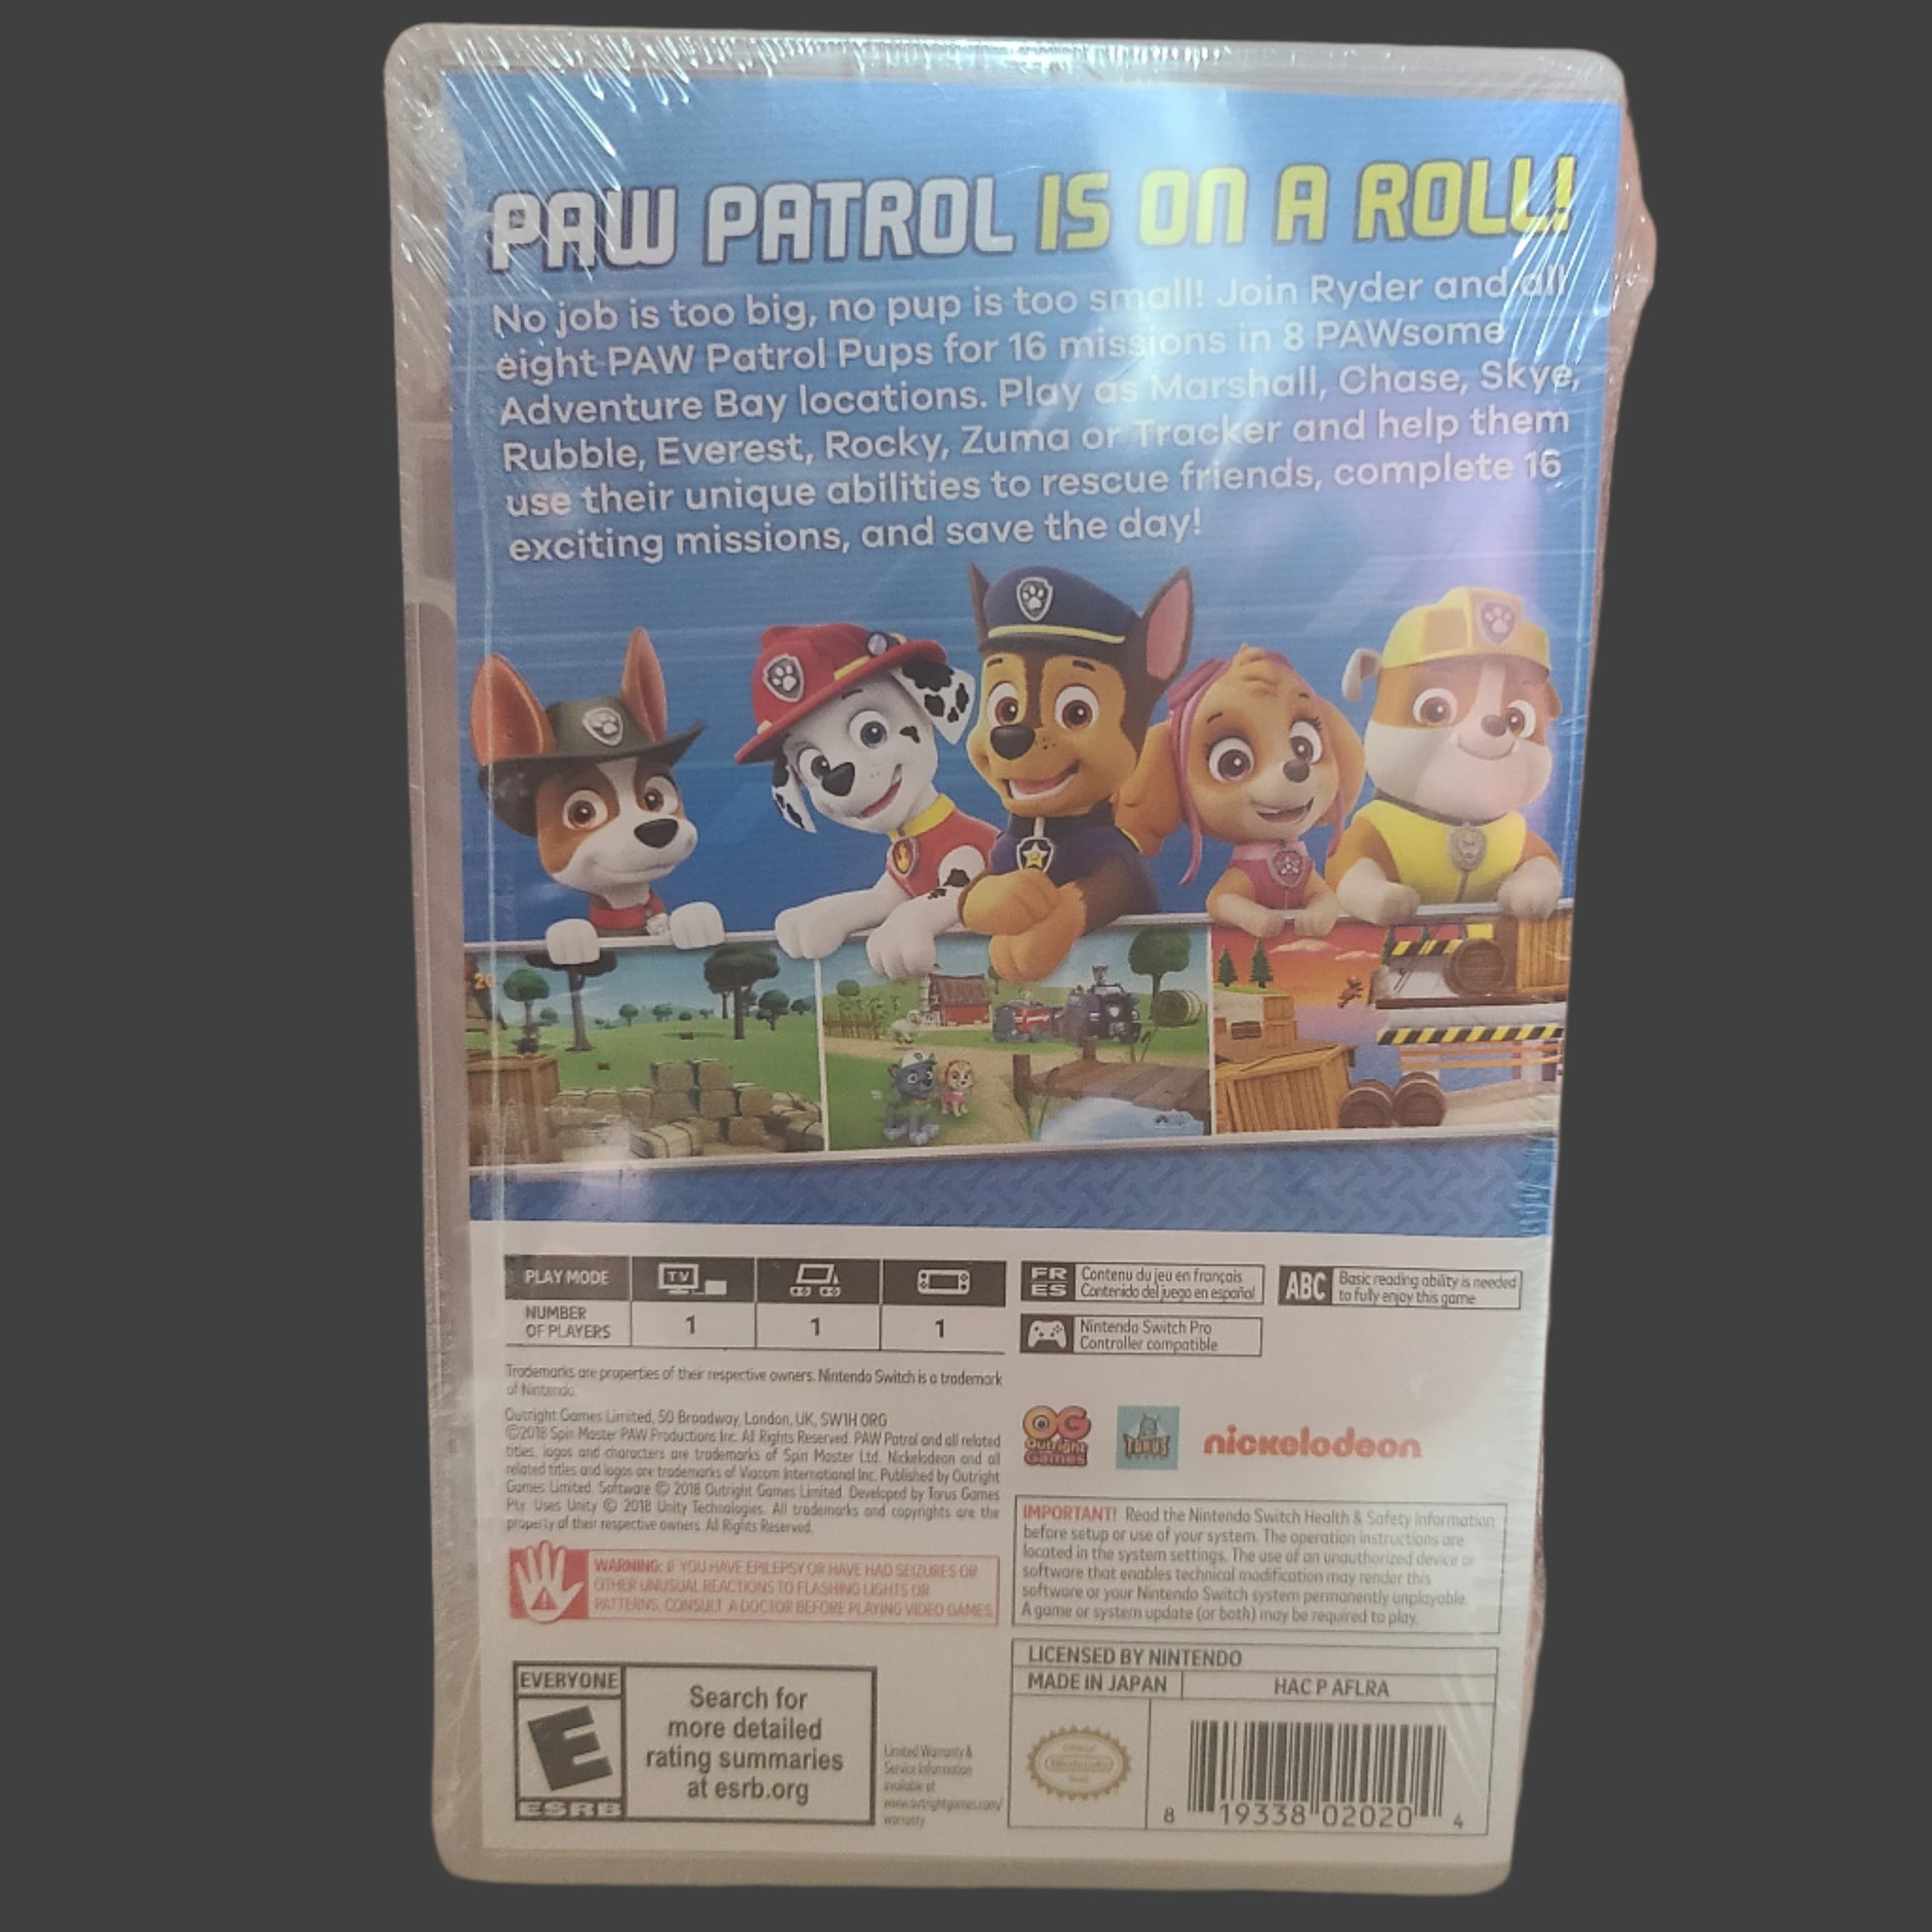 PAW PATROL IS ON A ROLL!
No job is too big, no pup is too small! Join Ryder and all
eight PAW Patrol Pups for 16 missions in 8 PAWsome
Adventure Bay locations. Play as Marshall, Chase, Skye,
Rubble, Everest, Rocky, Zuma or Tracker and help them
use their unique abilities to rescue friends, complete 16
exciting missions, and save the day!
20
PLAY MODE
TV
NUMBER
OF PLAYERS
1
1
1
FR
ES
Contenu du jeu en français
Contenido del juego en español
ABC
Basic reading ability is needed
to fully enjoy this game
Nintendo Switch Pro
Controller compatible
Trademarks are properties of their respective owners. Nintendo Switch is a trademark
of Nintendo.
Outright Games Limited, 50 Broadway, London, UK, SW1H 0RG
©2018 Spin Master PAW Productions Inc. All Rights Reserved. PAW Patrol and all related
titles, logos and characters are trademarks of Spin Master Ltd. Nickelodeon and all
related titles and logos are trademarks of Viacom International Inc. Published by Outright
Games Limited. Software © 2018 Outright Games Limited. Developed by Torus Games
Pty. Uses Unity © 2018 Unity Technologies. All trademarks and copyrights are the
property of their respective owners. All Rights Reserved.
OG
Outright
Games
TORUS
nickelodeon
WARNING: IF YOU HAVE EPILEPSY OR HAVE HAD SEIZURES OR
OTHER UNUSUAL REACTIONS TO FLASHING LIGHTS OR
PATTERNS, CONSULT A DOCTOR BEFORE PLAYING VIDEO GAMES.
IMPORTANT! Read the Nintendo Switch Health & Safety Information
before setup or use of your system. The operation instructions are
located in the system settings. The use of an unauthorized device or
software that enables technical modification may render this
software or your Nintendo Switch system permanently unplayable.
A game or system update (or both) may be required to play.
EVERYONE
E
ESRB
Search for
more detailed
rating summaries
at esrb.org
Limited Warranty &
Service Information
available at
www.outrightgames.com/
warranty
LICENSED BY NINTENDO
MADE IN JAPAN
HAC P AFLRA
Nintendo
8 19338 02020 4